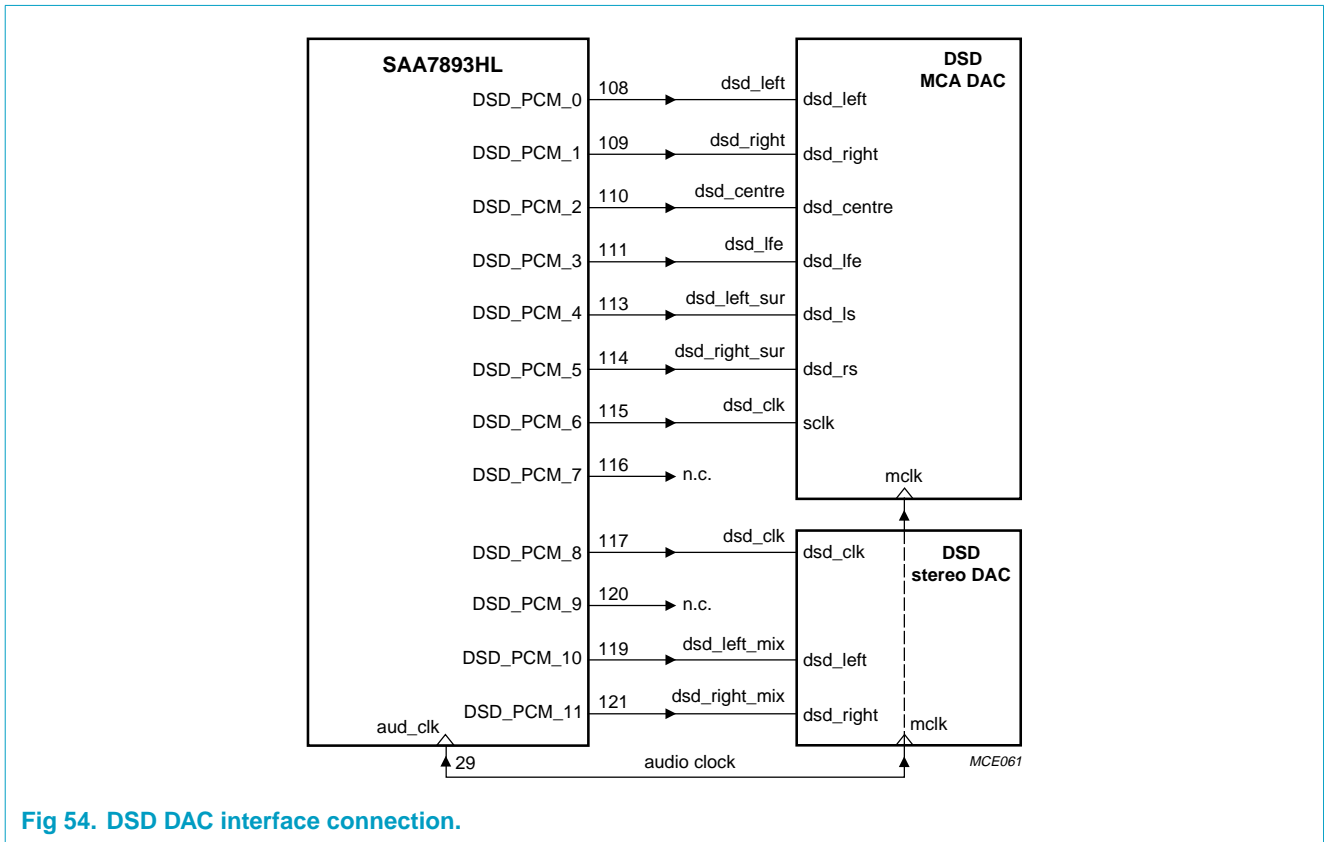 SAA7893HL
DSD
MCA DAC
DSD_PCM_0 108 dsd_left dsd_left
DSD_PCM_1 109 dsd_right dsd_right
DSD_PCM_2 110 dsd_centre dsd_centre
DSD_PCM_3 111 dsd_lfe dsd_lfe
DSD_PCM_4 113 dsd_left_sur dsd_ls
DSD_PCM_5 114 dsd_right_sur dsd_rs
DSD_PCM_6 115 dsd_clk sclk
DSD_PCM_7 116 n.c.
mclk
DSD_PCM_8 117 dsd_clk dsd_clk
DSD
stereo DAC
DSD_PCM_9 120 n.c.
DSD_PCM_10 119 dsd_left_mix dsd_left
DSD_PCM_11 121 dsd_right_mix dsd_right
aud_clk mclk
29 audio clock MCE061
Fig 54. DSD DAC interface connection.